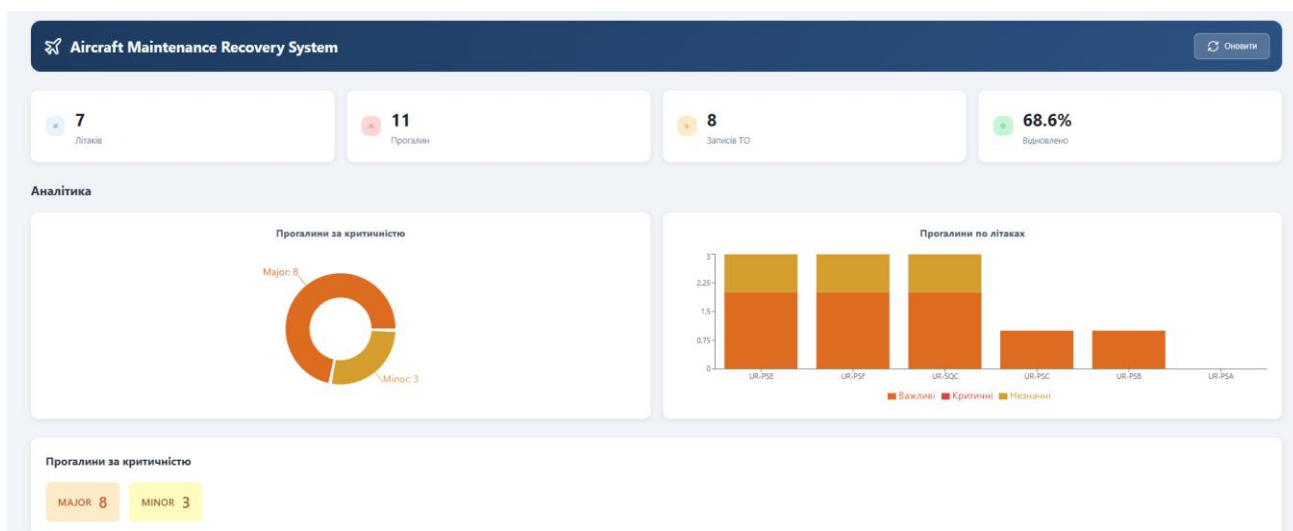 Aircraft Maintenance Recovery System
Оновити
7
Літаків
11
Прогалин
8
Записів ТО
68.6%
Відновлено
Аналітика
Прогалини за критичністю
Major: 8
Minor: 3
Прогалини по літаках
3
2.25
1.5
0.75
0
UR-PSE
UR-PSF
UR-SQC
UR-PSC
UR-PSB
UR-PSA
Важливі Критичні Незначні
Прогалини за критичністю
MAJOR 8
MINOR 3